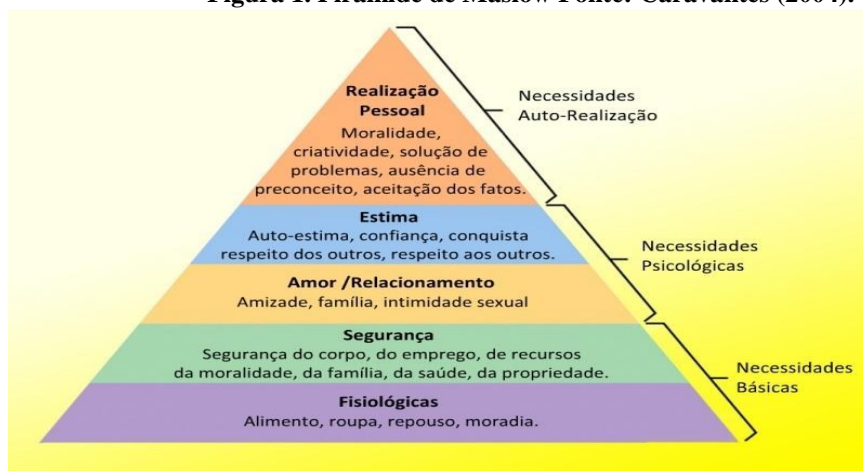 Figura 1. Pirâmide de Maslow Fonte: Caravantes (2004).
Realização
Pessoal
Moralidade,
criatividade, solução de
problemas, ausência de
preconceito, aceitação dos fatos.
Necessidades
Auto-Realização
Estima
Auto-estima, confiança, conquista
respeito dos outros, respeito aos outros.
Necessidades
Psicológicas
Amor /Relacionamento
Amizade, família, intimidade sexual
Segurança
Segurança do corpo, do emprego, de recursos
da moralidade, da família, da saúde, da propriedade.
Necessidades
Básicas
Fisiológicas
Alimento, roupa, repouso, moradia.